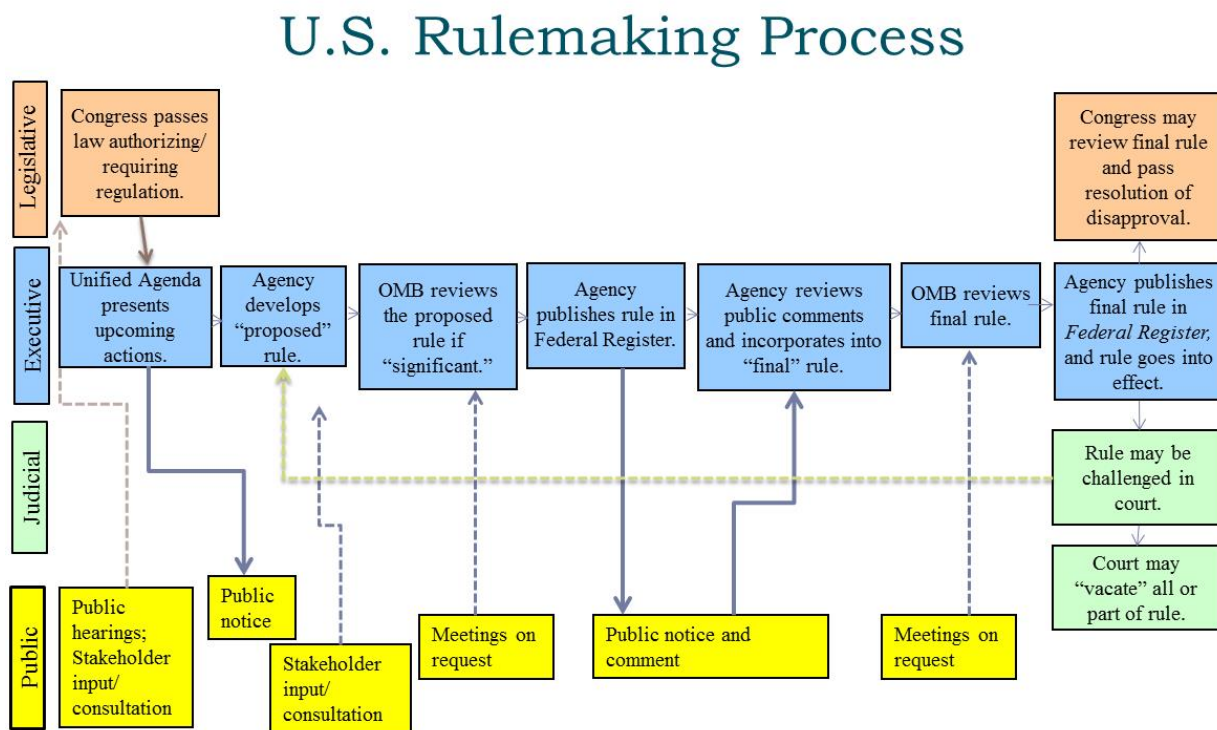 U.S. Rulemaking Process
Legislative
Congress passes
law authorizing/
requiring
regulation.
Congress may
review final rule
and pass
resolution of
disapproval.
Executive
Unified Agenda
presents
upcoming
actions.
Agency
develops
“proposed”
rule.
OMB reviews
the proposed
rule if
“significant.”
Agency
publishes rule in
Federal Register.
Agency reviews
public comments
and incorporates
into “final” rule.
OMB reviews
final rule.
Agency publishes
final rule in
Federal Register,
and rule goes into
effect.
Judicial
Rule may be
challenged in
court.
Court may
“vacate” all or
part of rule.
Public
Public
hearings;
Stakeholder
input/
consultation
Public
notice
Stakeholder
input/
consultation
Meetings on
request
Public notice and
comment
Meetings on
request